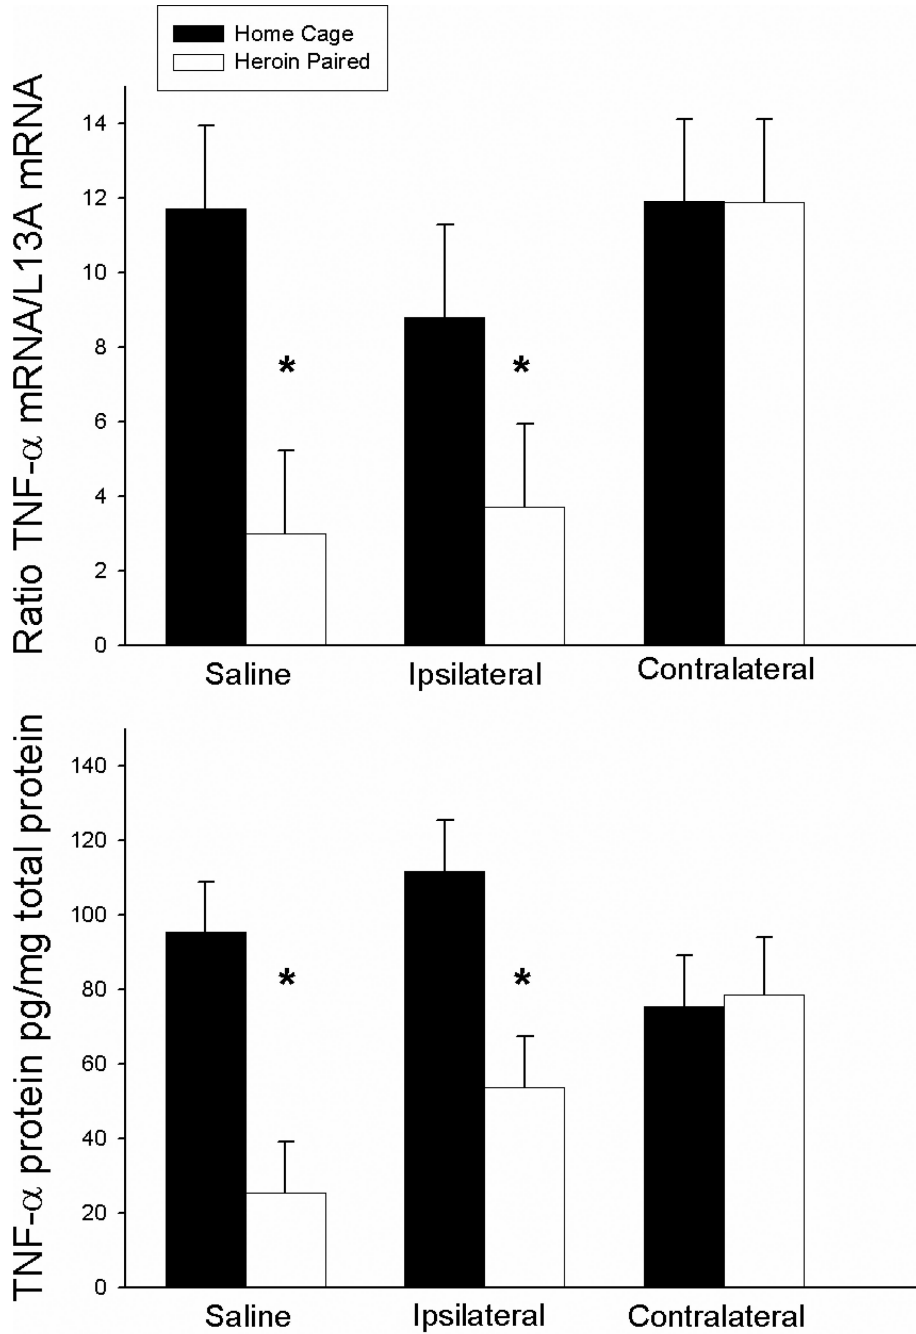 Home Cage
Heroin Paired
Ratio TNF-α mRNA/L13A mRNA
14
12
10
8
6
4
2
0
*
*
Saline
Ipsilateral
Contralateral
TNF-α protein pg/mg total protein
140
120
100
80
60
40
20
0
*
*
Saline
Ipsilateral
Contralateral